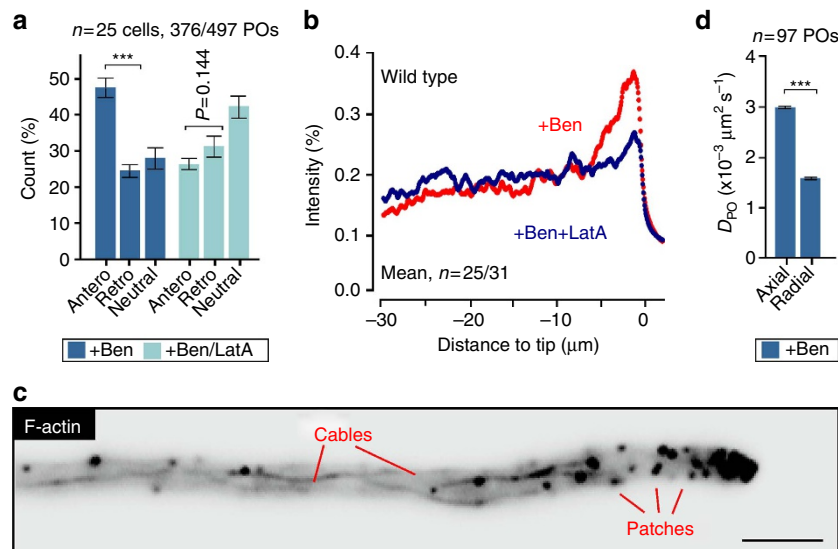 a
n=25 cells, 376/497 POs
Count (%)
50
40
30
20
10
0
***
P=0.144
Antero
Retro
Neutral
Antero
Retro
Neutral
+Ben
+Ben/LatA
b
Intensity (%)
0.4
0.3
0.2
0.1
0.0
Wild type
+Ben
+Ben+LatA
Mean, n=25/31
–30
–20
–10
0
Distance to tip (μm)
d
n=97 POs
D_PO (x10⁻³ μm² s⁻¹)
4
3
2
1
0
***
Axial
Radial
+Ben
c
F-actin
Cables
Patches